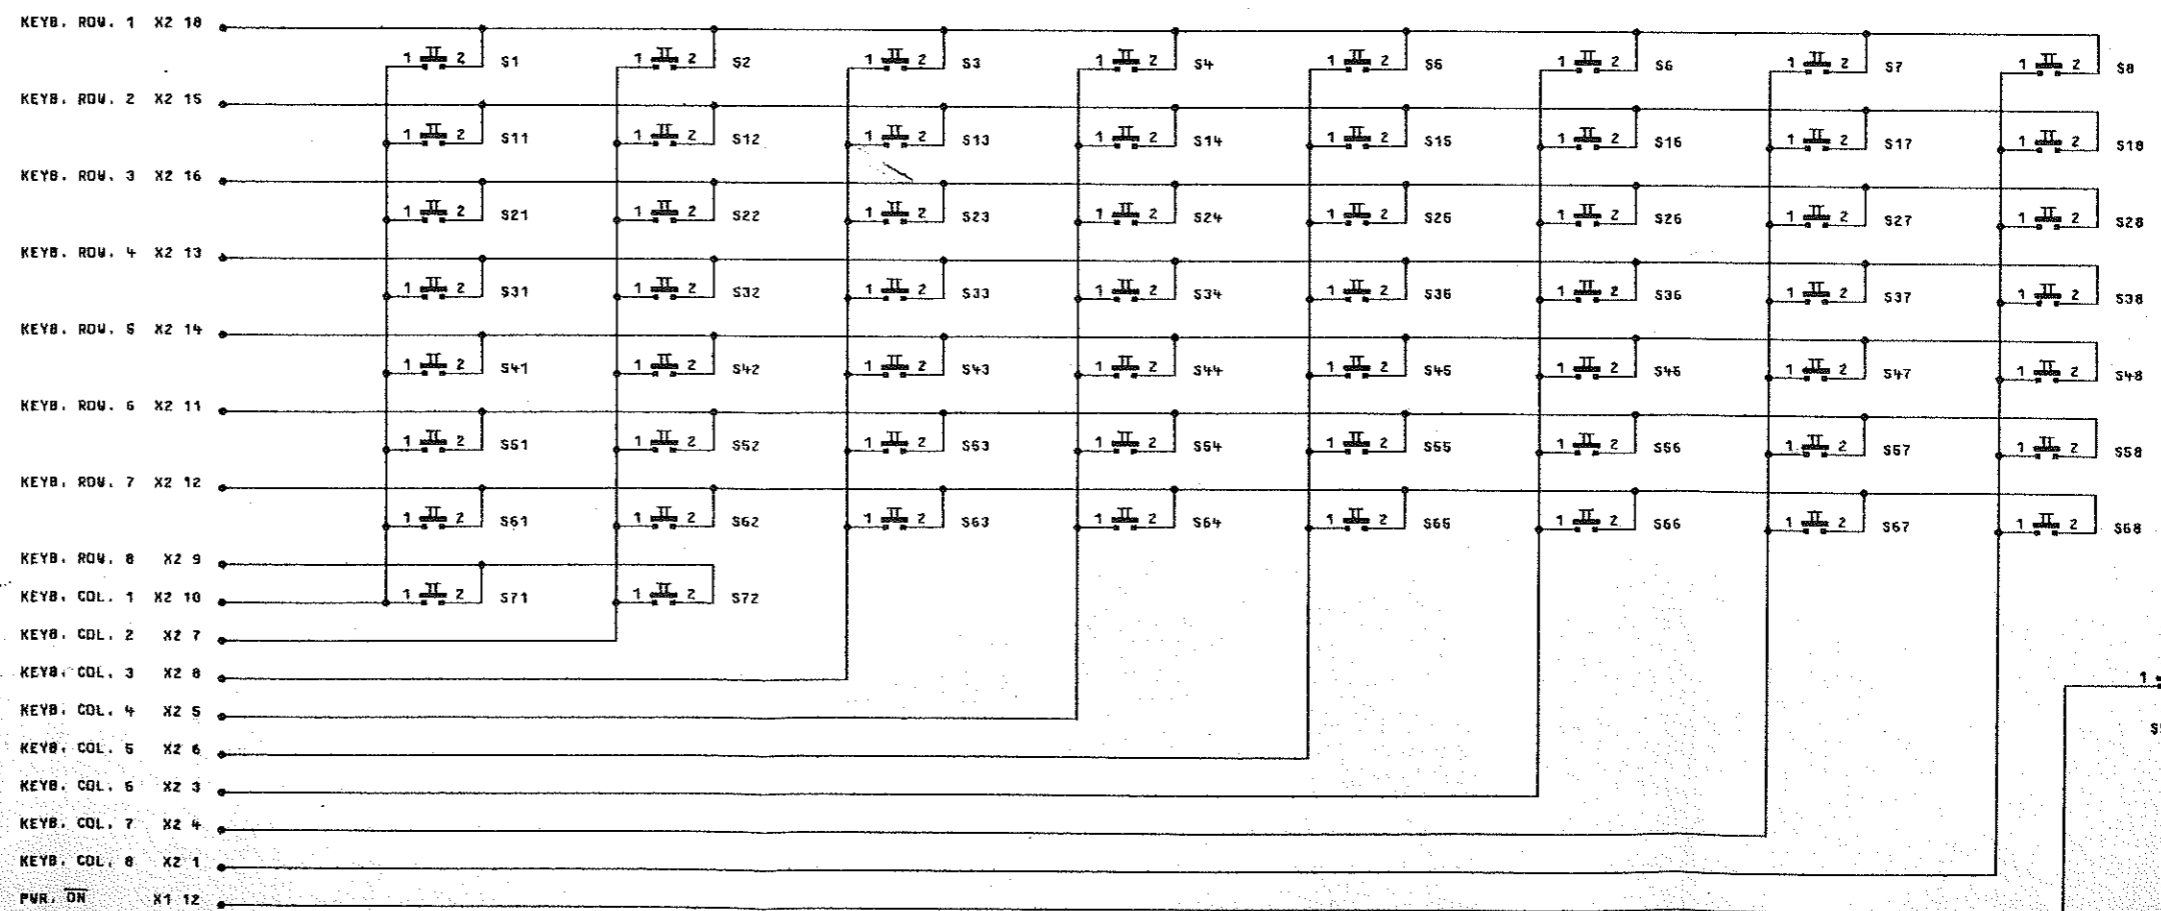 KEYB. ROW. 1 X2 18
1 2 S1 1 2 S2 1 2 S3 1 2 S4 1 2 S5 1 2 S6 1 2 S7 1 2 S8
KEYB. ROW. 2 X2 15
1 2 S11 1 2 S12 1 2 S13 1 2 S14 1 2 S15 1 2 S16 1 2 S17 1 2 S18
KEYB. ROW. 3 X2 16
1 2 S21 1 2 S22 1 2 S23 1 2 S24 1 2 S25 1 2 S26 1 2 S27 1 2 S28
KEYB. ROW. 4 X2 13
1 2 S31 1 2 S32 1 2 S33 1 2 S34 1 2 S35 1 2 S36 1 2 S37 1 2 S38
KEYB. ROW. 5 X2 14
1 2 S41 1 2 S42 1 2 S43 1 2 S44 1 2 S45 1 2 S46 1 2 S47 1 2 S48
KEYB. ROW. 6 X2 11
1 2 S51 1 2 S52 1 2 S53 1 2 S54 1 2 S55 1 2 S56 1 2 S57 1 2 S58
KEYB. ROW. 7 X2 12
1 2 S61 1 2 S62 1 2 S63 1 2 S64 1 2 S65 1 2 S66 1 2 S67 1 2 S68
KEYB. ROW. 8 X2 9
KEYB. COL. 1 X2 10
1 2 S71 1 2 S72
KEYB. COL. 2 X2 7
KEYB. COL. 3 X2 8
1
KEYB. COL. 4 X2 5
KEYB. COL. 5 X2 6
KEYB. COL. 6 X2 3
KEYB. COL. 7 X2 4
KEYB. COL. 8 X2 1
PWR. ON X1 12